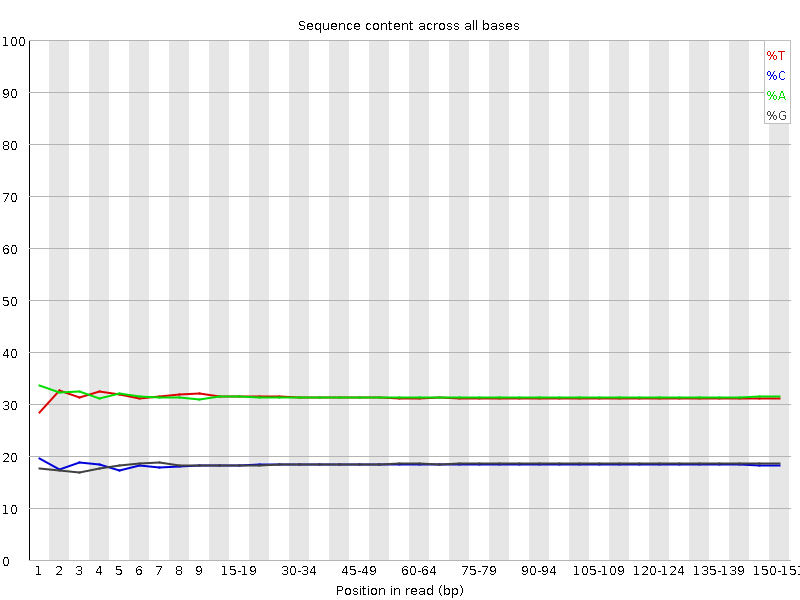 Sequence content across all bases
100
90
80
70
60
50
40
30
20
10
0
%T
%C
%A
%G
1 2 3 4 5 6 7 8 9 15-19 30-34 45-49 60-64 75-79 90-94 105-109 120-124 135-139 150-151
Position in read (bp)